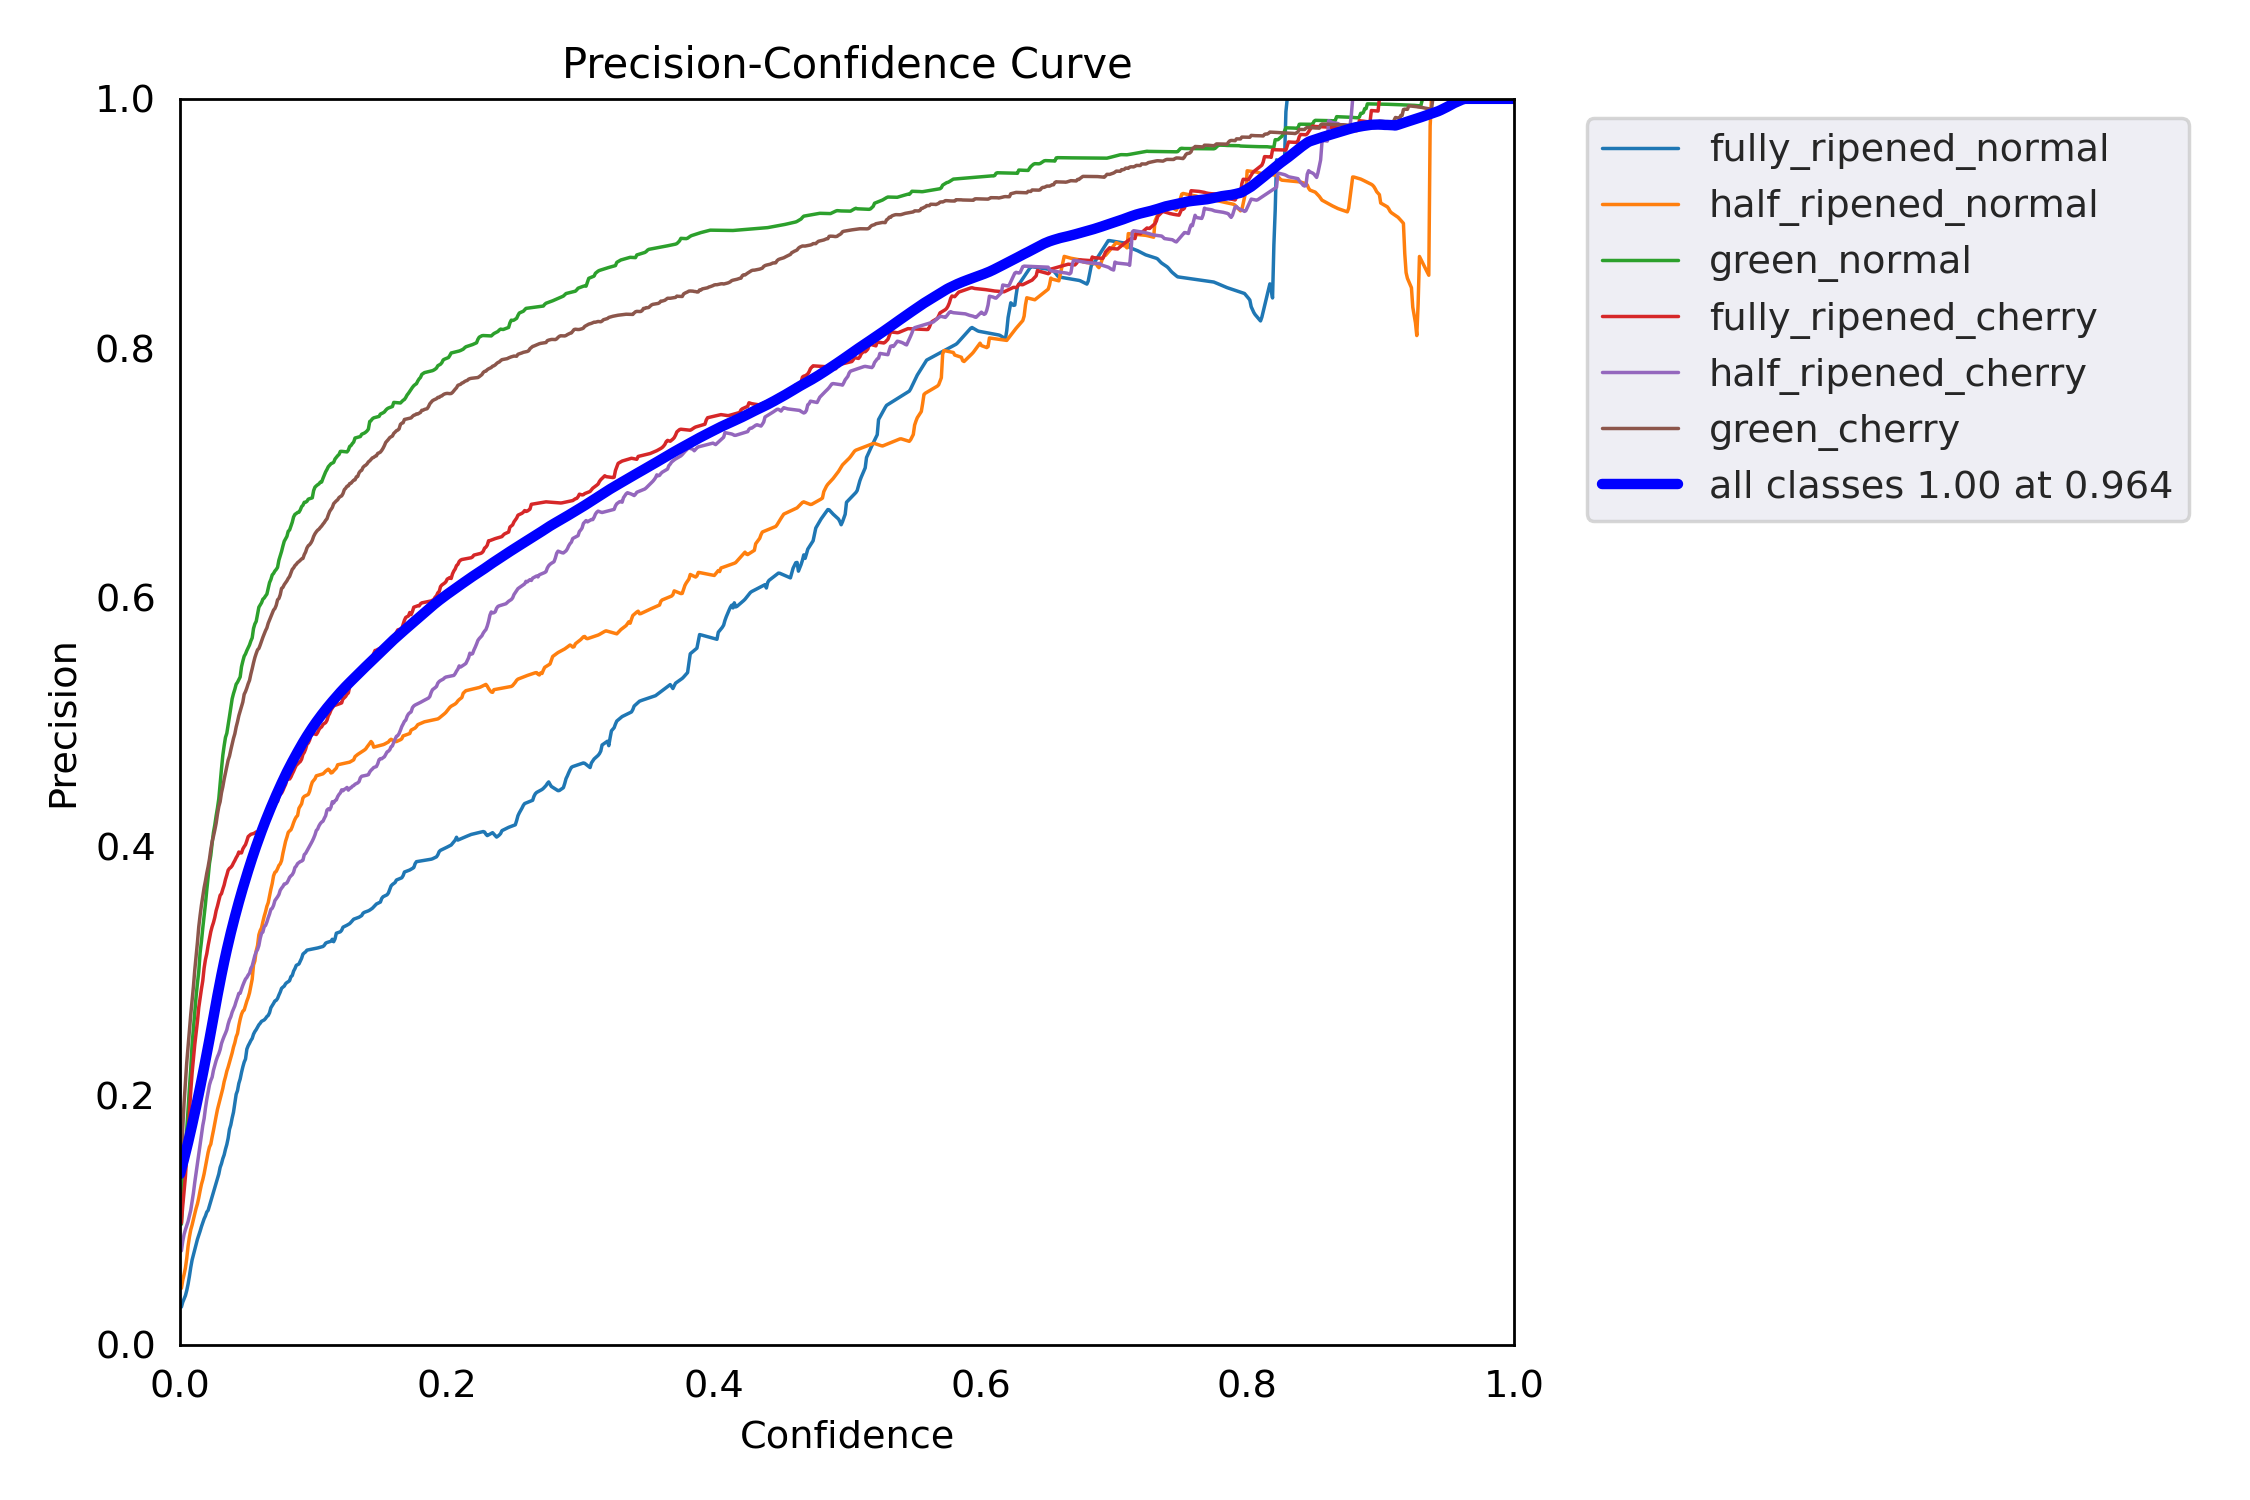 Precision-Confidence Curve
1.0
0.8
0.6
0.4
0.2
0.0
Precision
0.0 0.2 0.4 0.6 0.8 1.0
Confidence
fully_ripened_normal
half_ripened_normal
green_normal
fully_ripened_cherry
half_ripened_cherry
green_cherry
all classes 1.00 at 0.964